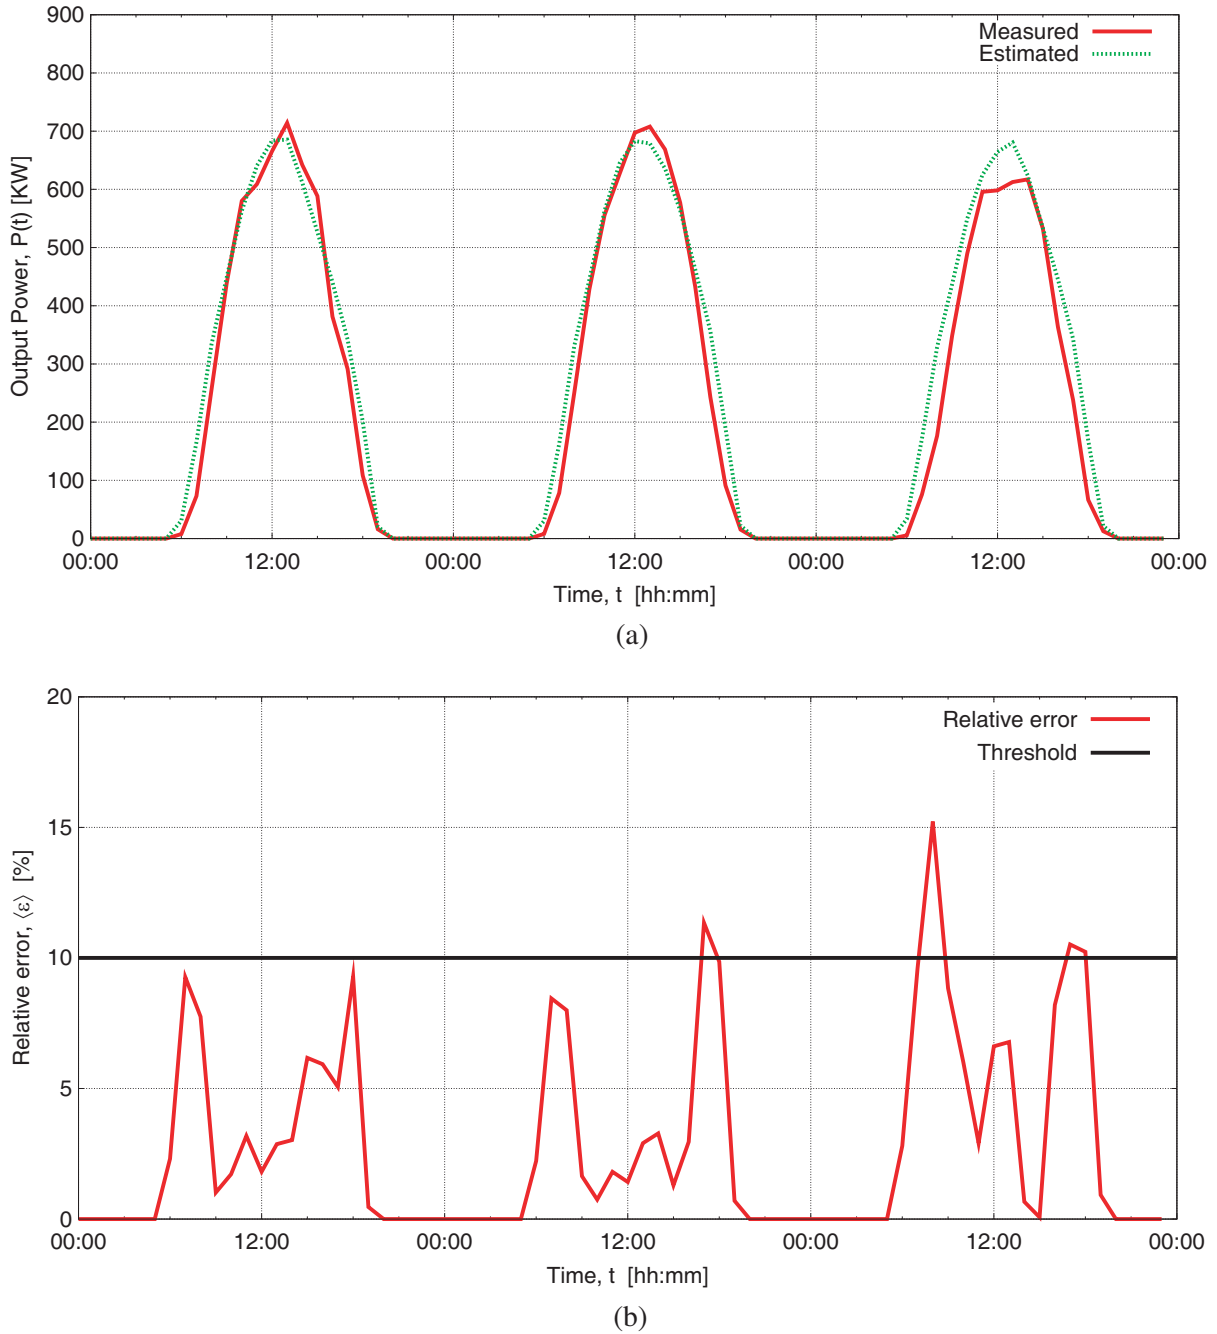 900
800
700
600
500
400
300
200
100
0
Output Power, P(t) [KW]
Measured
Estimated
00:00 12:00 00:00 12:00 00:00 12:00 00:00
Time, t [hh:mm]
(a)
20
15
10
5
0
Relative error, ⟨ε⟩ [%]
Relative error
Threshold
00:00 12:00 00:00 12:00 00:00 12:00 00:00
Time, t [hh:mm]
(b)